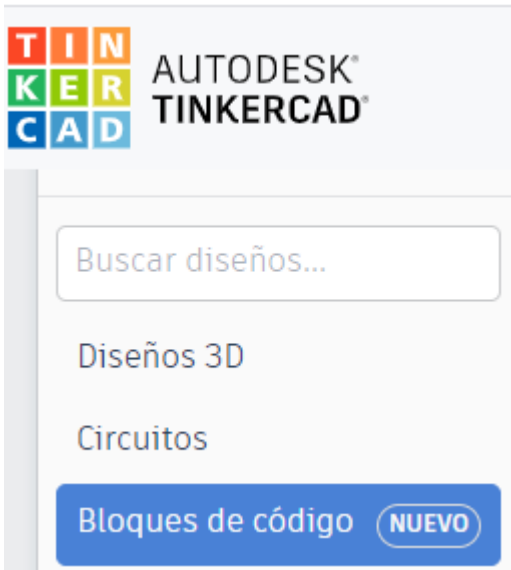 TIN
KER
CAD
AUTODESK®
TINKERCAD®
Buscar diseños...
Diseños 3D
Circuitos
Bloques de código NUEVO